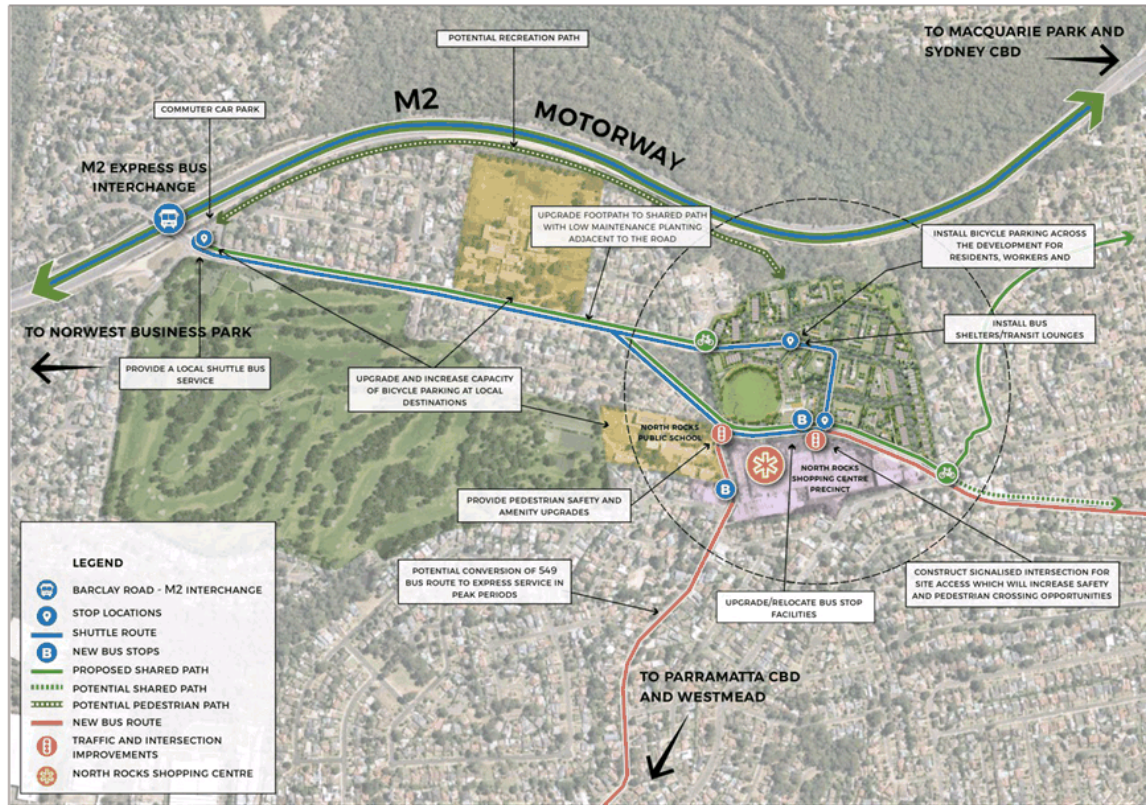 TO MACQUARIE PARK AND
SYDNEY CBD
POTENTIAL RECREATION PATH
COMMUTER CAR PARK
M2
MOTORWAY
M2 EXPRESS BUS
INTERCHANGE
UPGRADE FOOTPATH TO SHARED PATH
WITH LOW MAINTENANCE PLANTING
ADJACENT TO THE ROAD
INSTALL BICYCLE PARKING ACROSS
THE DEVELOPMENT FOR
RESIDENTS, WORKERS AND
TO NORWEST BUSINESS PARK
INSTALL BUS
SHELTERS/TRANSIT LOUNGES
PROVIDE A LOCAL SHUTTLE BUS
SERVICE
UPGRADE AND INCREASE CAPACITY
OF BICYCLE PARKING AT LOCAL
DESTINATIONS
NORTH ROCKS
PUBLIC SCHOOL
B
NORTH ROCKS
SHOPPING CENTRE
PRECINCT
B
PROVIDE PEDESTRIAN SAFETY AND
AMENITY UPGRADES
POTENTIAL CONVERSION OF 549
BUS ROUTE TO EXPRESS SERVICE IN
PEAK PERIODS
UPGRADE/RELOCATE BUS STOP
FACILITIES
CONSTRUCT SIGNALISED INTERSECTION FOR
SITE ACCESS WHICH WILL INCREASE SAFETY
AND PEDESTRIAN CROSSING OPPORTUNITIES
TO PARRAMATTA CBD
AND WESTMEAD
LEGEND
BARCLAY ROAD - M2 INTERCHANGE
STOP LOCATIONS
SHUTTLE ROUTE
B NEW BUS STOPS
PROPOSED SHARED PATH
POTENTIAL SHARED PATH
POTENTIAL PEDESTRIAN PATH
NEW BUS ROUTE
TRAFFIC AND INTERSECTION
IMPROVEMENTS
NORTH ROCKS SHOPPING CENTRE